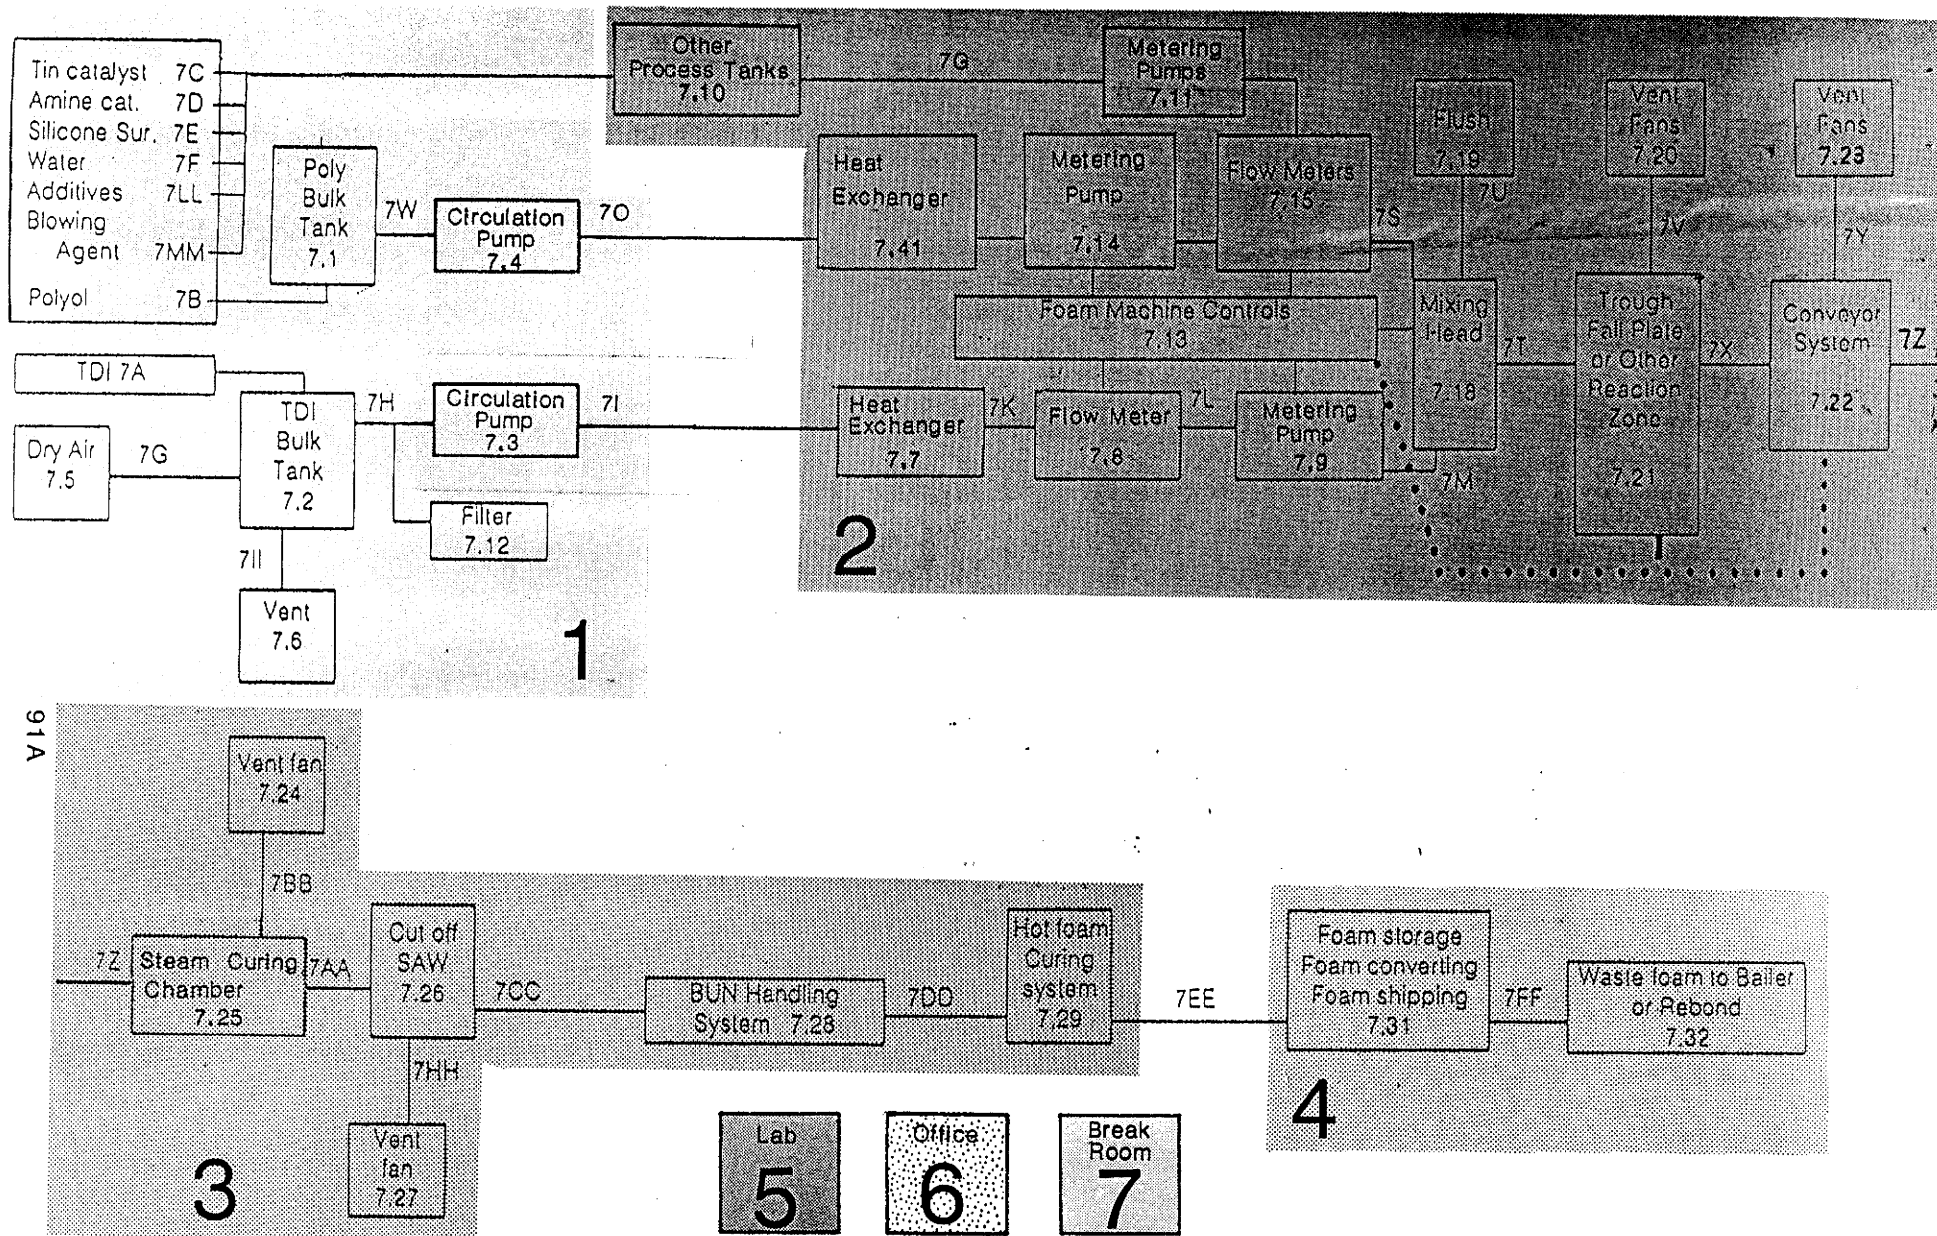 Tin catalyst 7C
Amine cat. 7D
Silicone Sur. 7E
Water 7F
Additives 7LL
Blowing
Agent 7MM
Polyol 7B
Poly
Bulk
Tank
7.1
7W
Circulation
Pump
7.4
7O
TDI 7A
Dry Air
7.5
7G
TDI
Bulk
Tank
7.2
7H
Circulation
Pump
7.3
7I
Filter
7.12
7II
Vent
7.6
1
Other
Process Tanks
7.10
7G
Metering
Pumps
7.11
Heat
Exchanger
7.41
Metering
Pump
7.14
Flow Meters
7.15
7S
Flush
7.19
7U
Vent
Fans
7.20
7V
Vent
Fans
7.23
7Y
Foam Machine Controls
7.13
Mixing
Head
7.18
7T
Trough
Fall Plate
or Other
Reaction
Zone
7.21
7X
Conveyor
System
7.22
7Z
Heat
Exchanger
7.7
7K
Flow Meter
7.8
7L
Metering
Pump
7.9
7M
2
91A
Vent fan
7.24
7BB
7Z
Steam Curing
Chamber
7.25
7AA
Cut off
SAW
7.26
7CC
7HH
Vent
fan
7.27
3
BUN Handling
System 7.28
7DD
Hot foam
Curing
system
7.29
7EE
Foam storage
Foam converting
Foam shipping
7.31
7FF
Waste foam to Bailer
or Rebond
7.32
4
Lab
5
Office
6
Break
Room
7